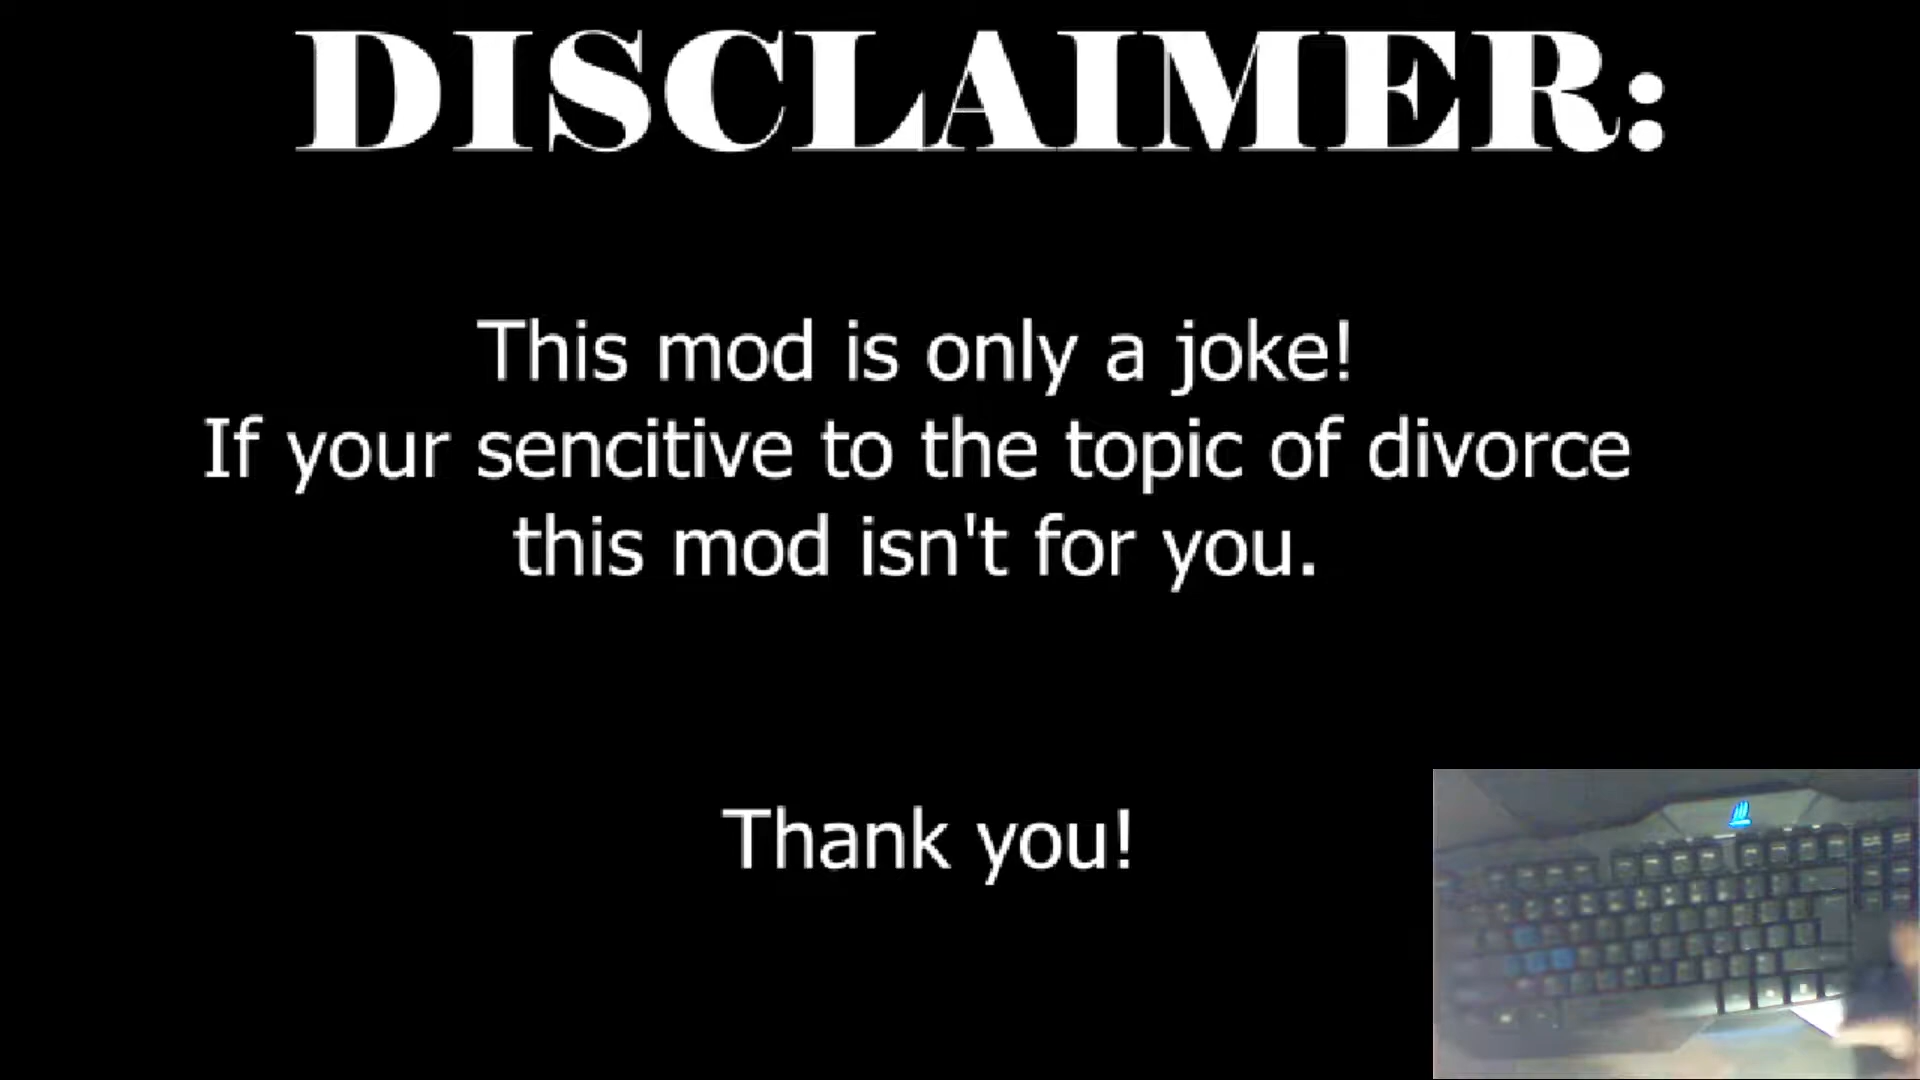 DISCLAIMER:
This mod is only a joke!
If your sencitive to the topic of divorce
this mod isn't for you.
Thank you!